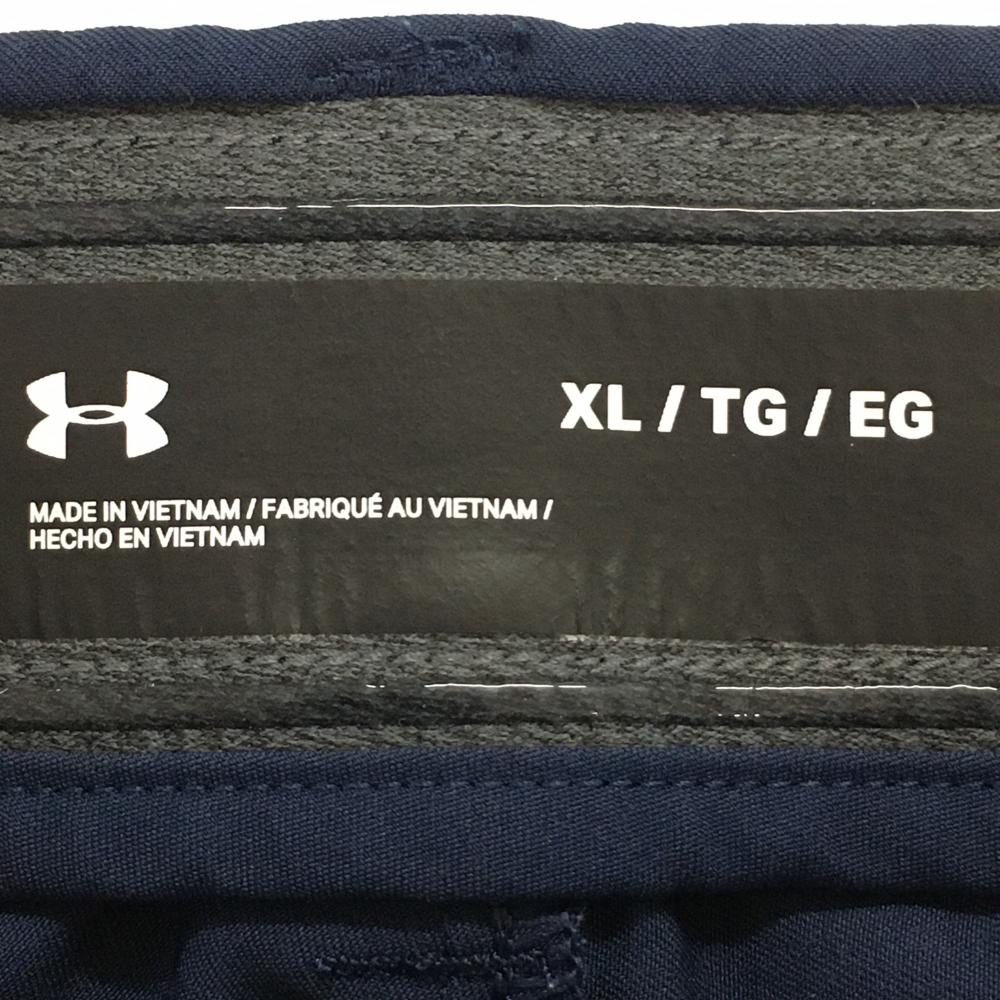 XL / TG / EG
MADE IN VIETNAM / FABRIQUÉ AU VIETNAM /
HECHO EN VIETNAM